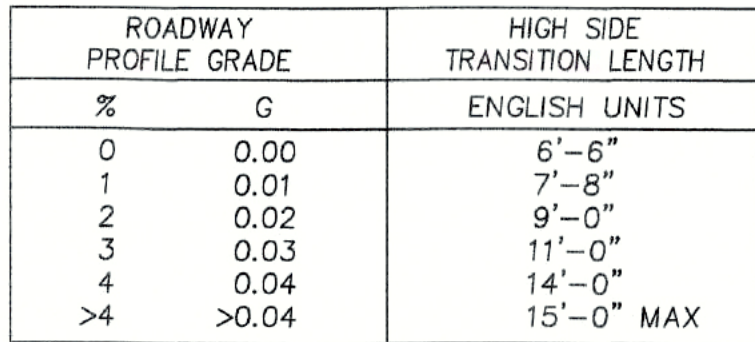 ROADWAY HIGH SIDE
PROFILE GRADE TRANSITION LENGTH
% G ENGLISH UNITS
0 0.00 6'-6"
1 0.01 7'-8"
2 0.02 9'-0"
3 0.03 11'-0"
4 0.04 14'-0"
>4 >0.04 15'-0" MAX